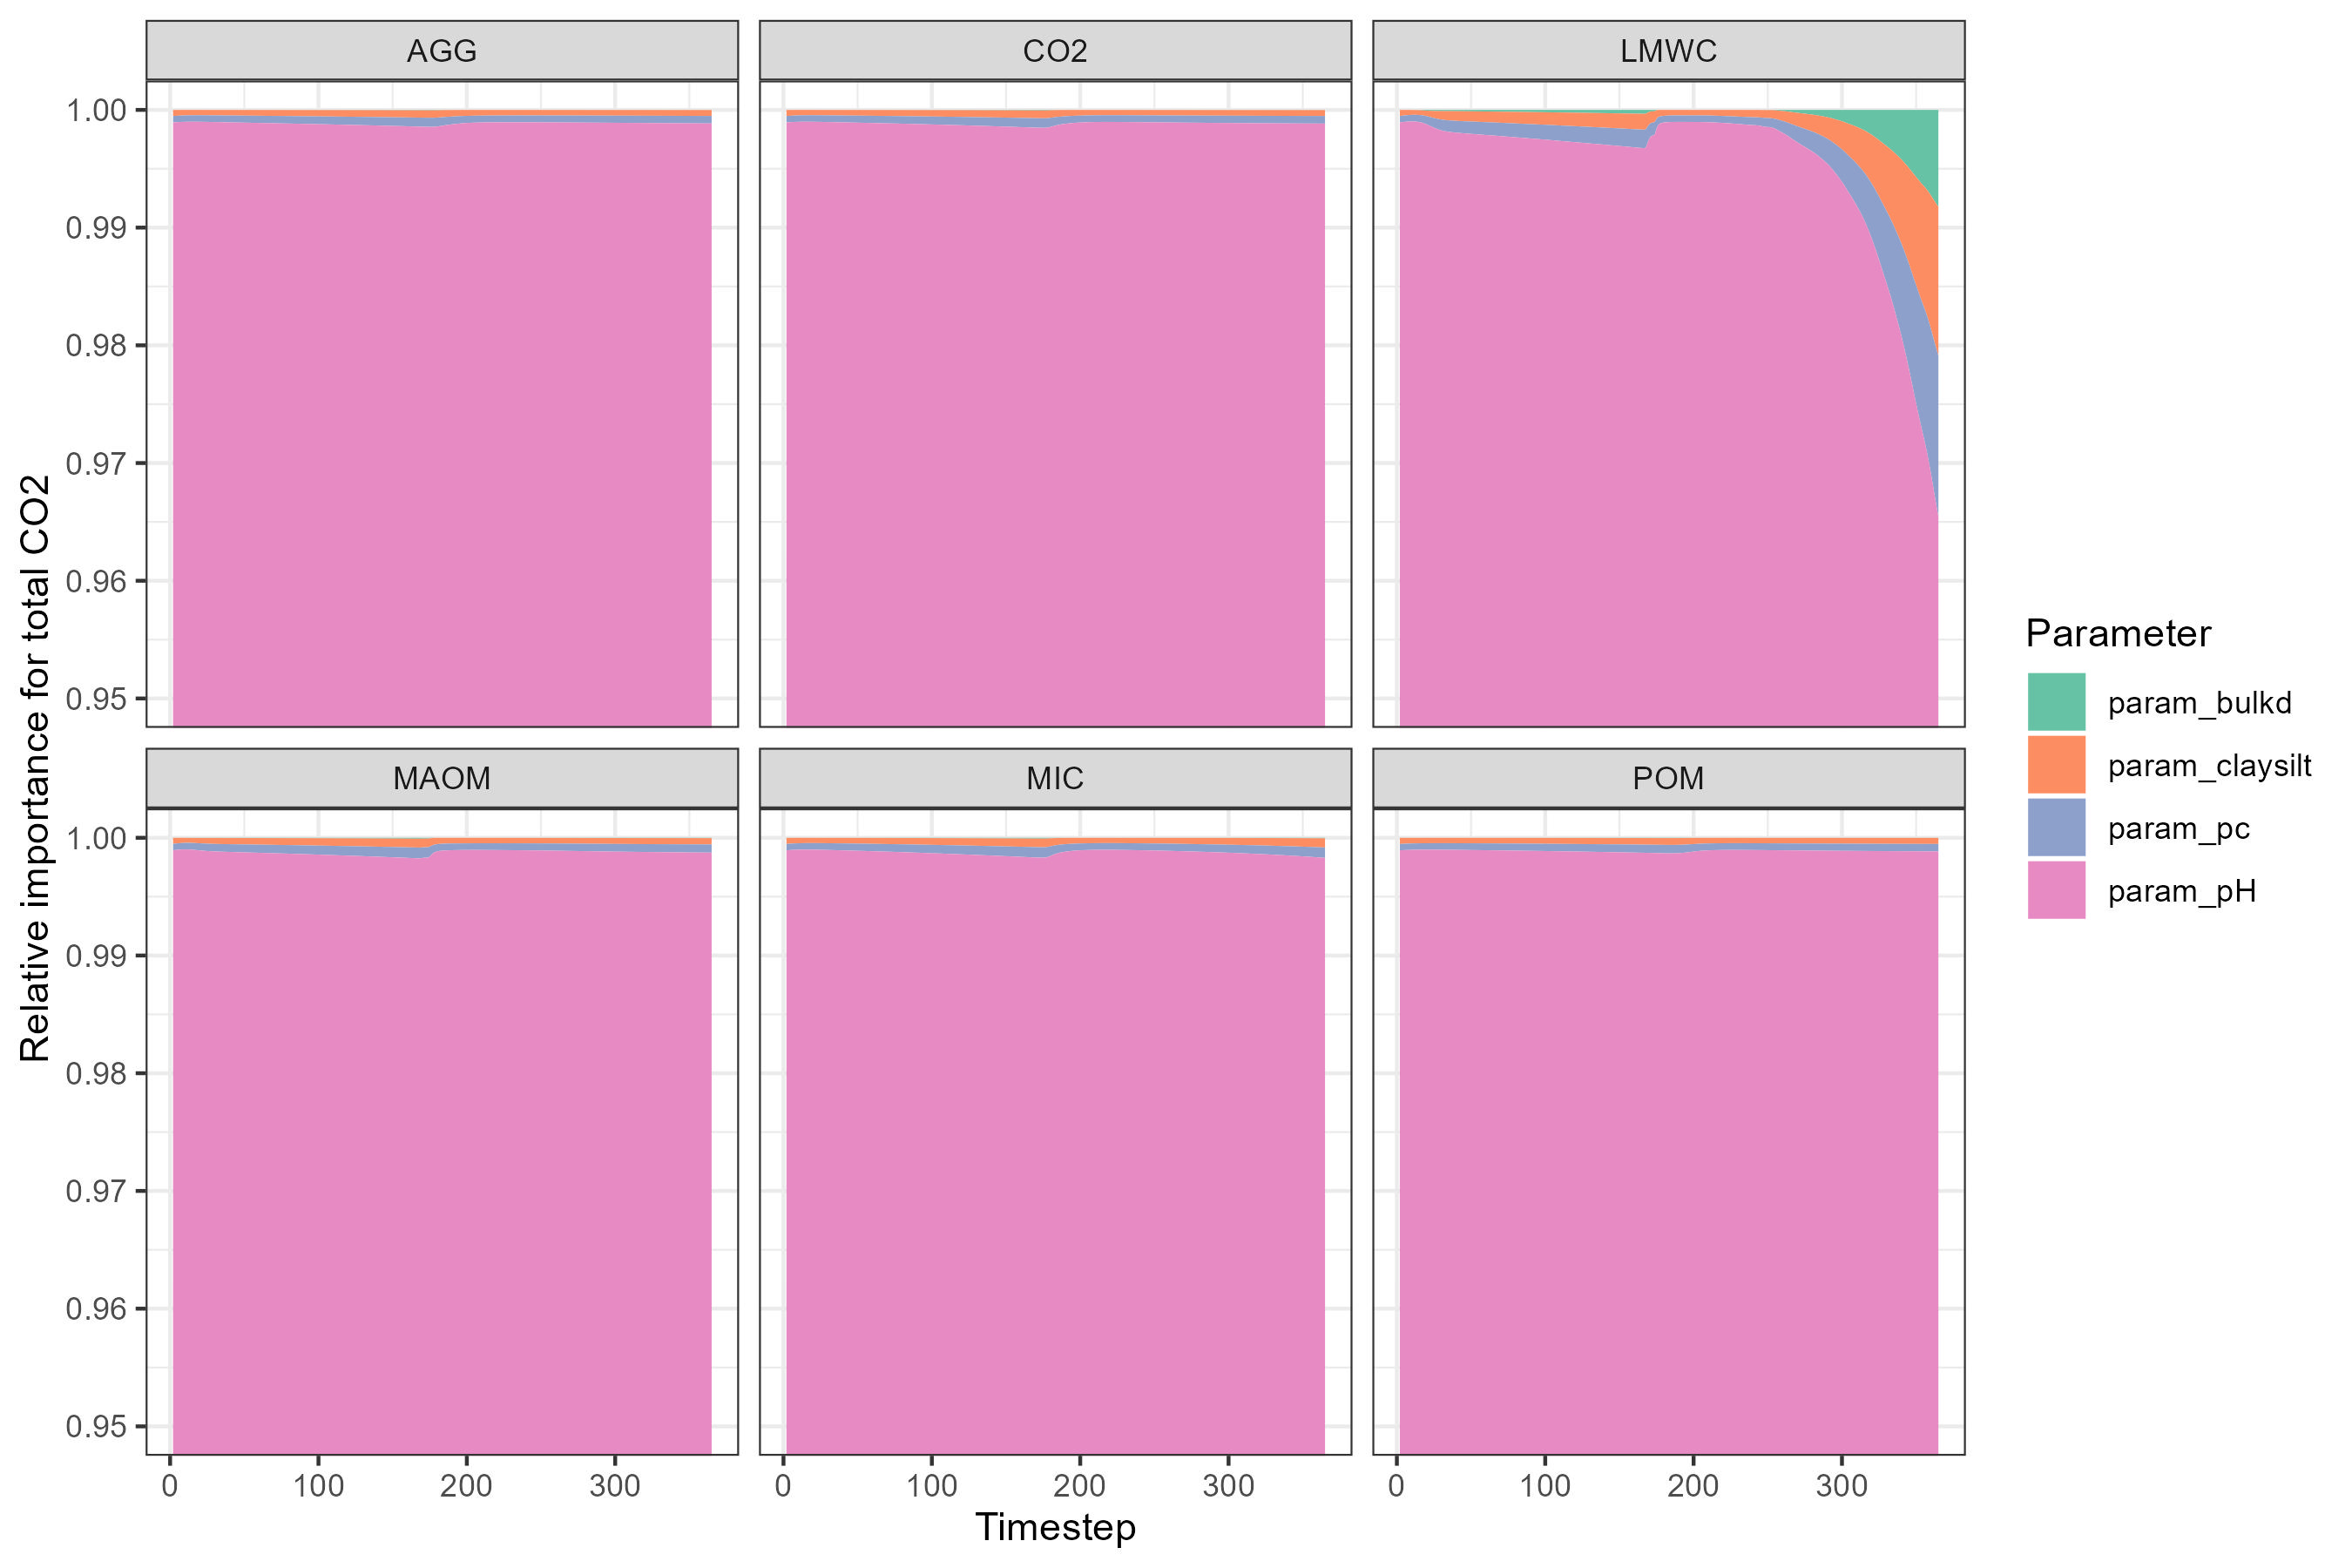 AGG
CO2
LMWC
1.00
0.99
0.98
0.97
0.96
0.95
MAOM
MIC
POM
1.00
0.99
0.98
0.97
0.96
0.95
0 100 200 300
0 100 200 300
0 100 200 300
Timestep
Relative importance for total CO2
Parameter
param_bulkd
param_claysilt
param_pc
param_pH